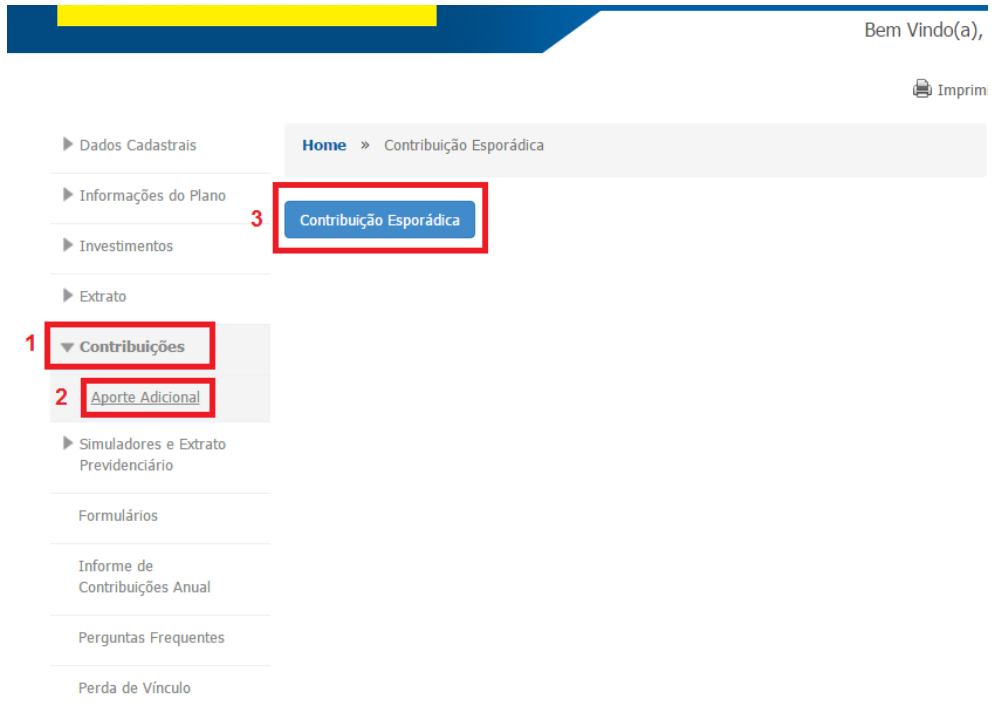 Bem Vindo(a),
Imprimi
Dados Cadastrais
Home » Contribuição Esporádica
Informações do Plano
3
Contribuição Esporádica
Investimentos
Extrato
1
Contribuições
2
Aporte Adicional
Simuladores e Extrato
Previdenciário
Formulários
Informe de
Contribuições Anual
Perguntas Frequentes
Perda de Vínculo